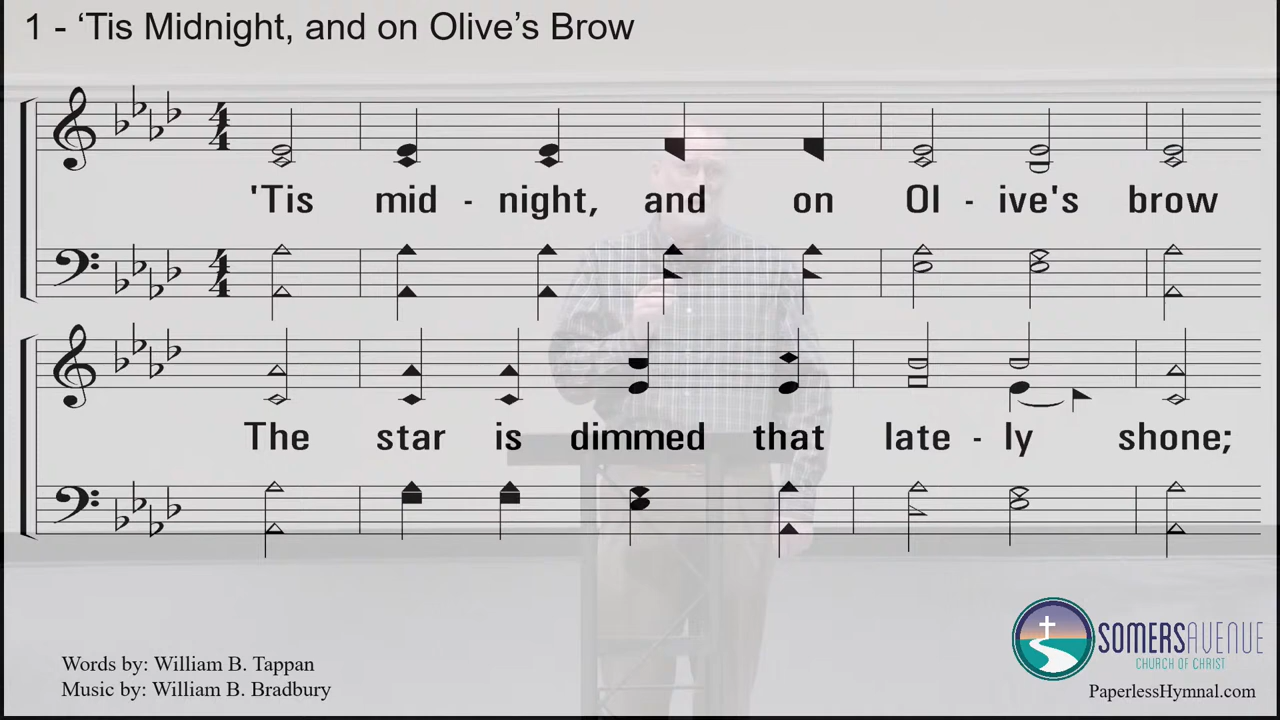 1 - ‘Tis Midnight, and on Olive’s Brow
'Tis mid - night, and on Ol - ive's brow
The star is dimmed that late - ly shone;
Words by: William B. Tappan
Music by: William B. Bradbury
SOMERSAVENUE
CHURCH OF CHRIST
PaperlessHymnal.com